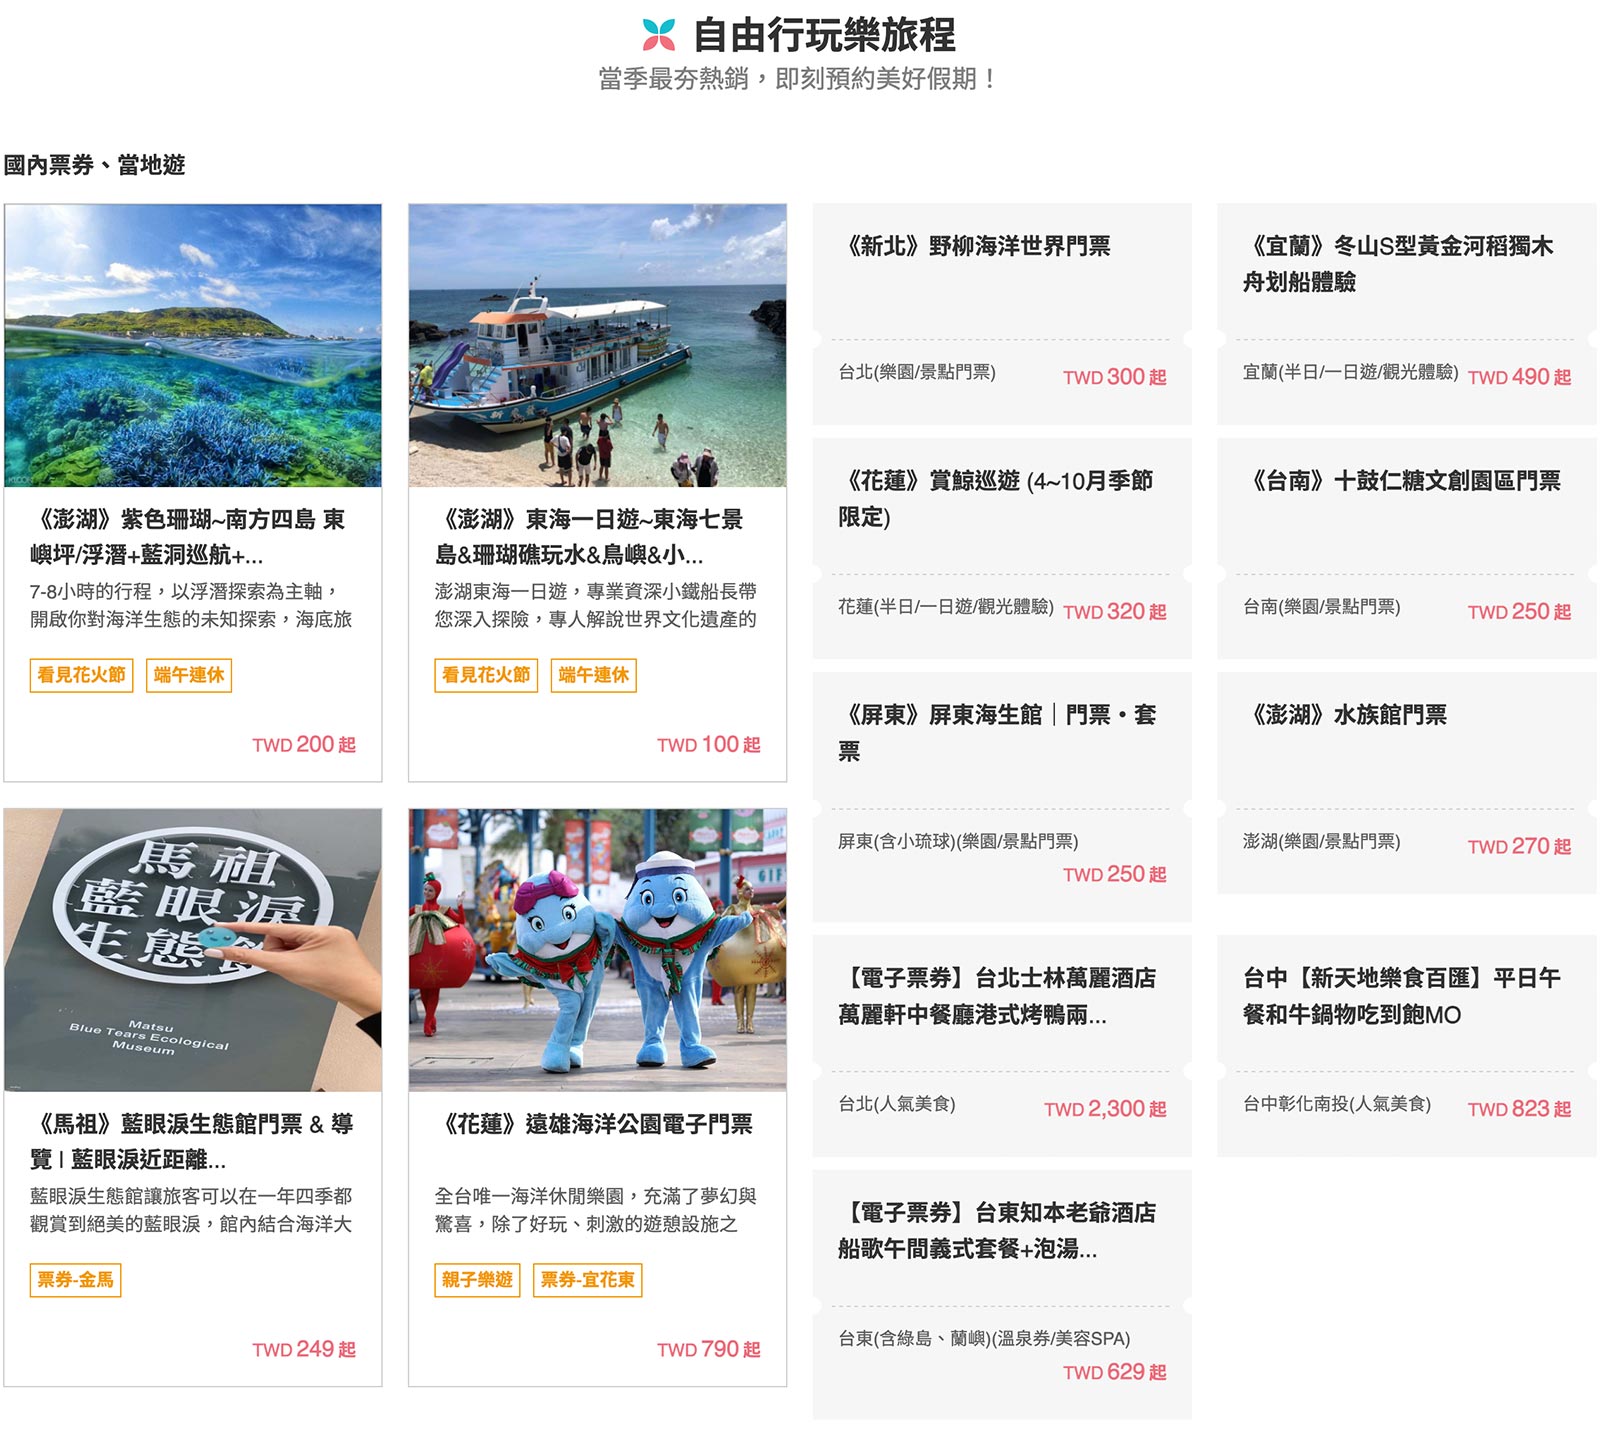 自由行玩樂旅程
當季最夯熱銷，即刻預約美好假期！
國內票券、當地遊
《澎湖》紫色珊瑚~南方四島 東
嶼坪/浮潛+藍洞巡航+...
7-8小時的行程，以浮潛探索為主軸，
開啟你對海洋生態的未知探索，海底旅
看見花火節
端午連休
TWD 200 起
《澎湖》東海一日遊~東海七景
島&珊瑚礁玩水&鳥嶼&小...
澎湖東海一日遊，專業資深小鐵船長帶
您深入探險，專人解說世界文化遺產的
看見花火節
端午連休
TWD 100 起
馬祖
藍眼淚
生態館
Matsu
Blue Tears Ecological
Museum
《馬祖》藍眼淚生態館門票 & 導
覽 | 藍眼淚近距離...
藍眼淚生態館讓旅客可以在一年四季都
觀賞到絕美的藍眼淚，館內結合海洋大
票券-金馬
TWD 249 起
GIF
《花蓮》遠雄海洋公園電子門票
全台唯一海洋休閒樂園，充滿了夢幻與
驚喜，除了好玩、刺激的遊憩設施之
親子樂遊
票券-宜花東
TWD 790 起
《新北》野柳海洋世界門票
台北(樂園/景點門票)
TWD 300 起
《宜蘭》冬山S型黃金河稻獨木
舟划船體驗
宜蘭(半日/一日遊/觀光體驗)
TWD 490 起
《花蓮》賞鯨巡遊 (4~10月季節
限定)
花蓮(半日/一日遊/觀光體驗)
TWD 320 起
《台南》十鼓仁糖文創園區門票
台南(樂園/景點門票)
TWD 250 起
《屏東》屏東海生館｜門票・套
票
屏東(含小琉球)(樂園/景點門票)
TWD 250 起
《澎湖》水族館門票
澎湖(樂園/景點門票)
TWD 270 起
【電子票券】台北士林萬麗酒店
萬麗軒中餐廳港式烤鴨兩...
台北(人氣美食)
TWD 2,300 起
台中【新天地樂食百匯】平日午
餐和牛鍋物吃到飽MO
台中彰化南投(人氣美食)
TWD 823 起
【電子票券】台東知本老爺酒店
船歌午間義式套餐+泡湯...
台東(含綠島、蘭嶼)(溫泉券/美容SPA)
TWD 629 起